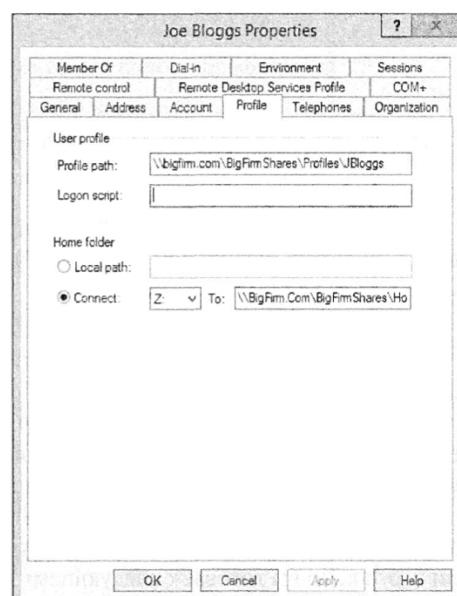 Joe Bloggs Properties ? ×
Member Of Dial-in Environment Sessions
Remote control Remote Desktop Services Profile COM+
General Address Account Profile Telephones Organization
User profile
Profile path: \\bigfirm.com\BigFirmShares\Profiles\JBloggs
Logon script:
Home folder
Local path:
Connect: Z: To: \\BigFirm.Com\BigFirmShares\Ho
OK Cancel Apply Help